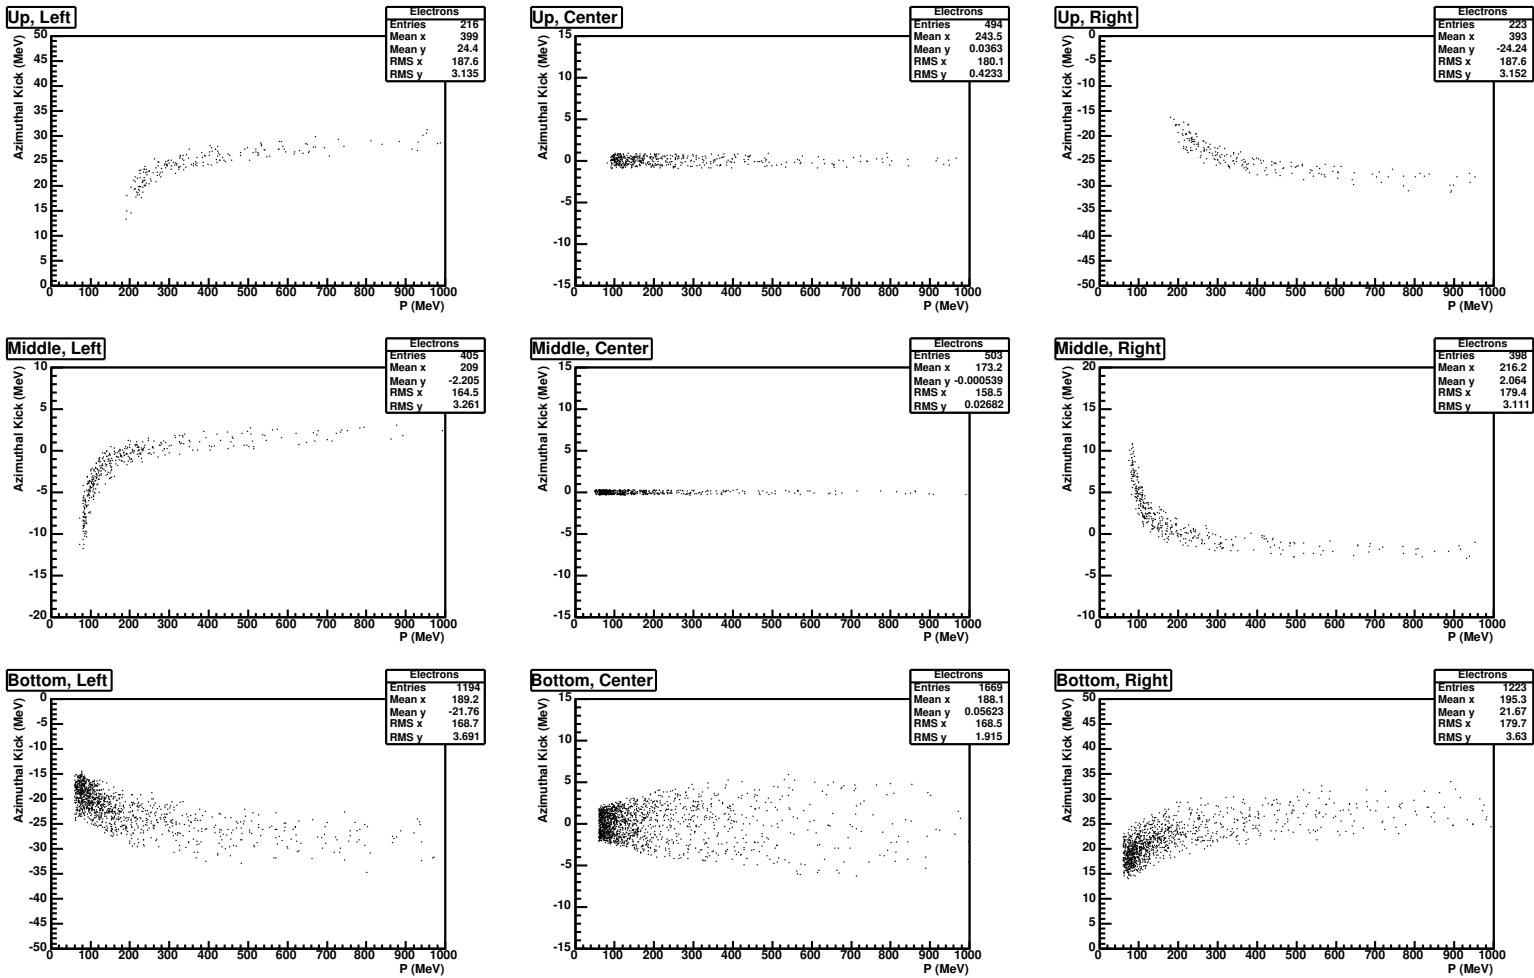 Up, Left
Electrons
Entries 216
Mean x 399
Mean y 24.4
RMS x 187.6
RMS y 3.135
Azimuthal Kick (MeV)
50
45
40
35
30
25
20
15
10
5
0
0 100 200 300 400 500 600 700 800 900 1000
P (MeV)
Up, Center
Electrons
Entries 494
Mean x 243.5
Mean y 0.0363
RMS x 180.1
RMS y 0.4233
Azimuthal Kick (MeV)
15
10
5
0
-5
-10
-15
0 100 200 300 400 500 600 700 800 900 1000
P (MeV)
Up, Right
Electrons
Entries 223
Mean x 393
Mean y -24.24
RMS x 187.6
RMS y 3.152
Azimuthal Kick (MeV)
0
-5
-10
-15
-20
-25
-30
-35
-40
-45
-50
0 100 200 300 400 500 600 700 800 900 1000
P (MeV)
Middle, Left
Electrons
Entries 405
Mean x 209
Mean y -2.205
RMS x 164.5
RMS y 3.261
Azimuthal Kick (MeV)
10
5
0
-5
-10
-15
-20
0 100 200 300 400 500 600 700 800 900 1000
P (MeV)
Middle, Center
Electrons
Entries 503
Mean x 173.2
Mean y -0.000539
RMS x 158.5
RMS y 0.02682
Azimuthal Kick (MeV)
15
10
5
0
-5
-10
-15
0 100 200 300 400 500 600 700 800 900 1000
P (MeV)
Middle, Right
Electrons
Entries 398
Mean x 216.2
Mean y 2.064
RMS x 179.4
RMS y 3.111
Azimuthal Kick (MeV)
20
15
10
5
0
-5
-10
0 100 200 300 400 500 600 700 800 900 1000
P (MeV)
Bottom, Left
Electrons
Entries 1194
Mean x 189.2
Mean y -21.76
RMS x 168.7
RMS y 3.691
Azimuthal Kick (MeV)
0
-5
-10
-15
-20
-25
-30
-35
-40
-45
-50
0 100 200 300 400 500 600 700 800 900 1000
P (MeV)
Bottom, Center
Electrons
Entries 1669
Mean x 188.1
Mean y 0.05623
RMS x 168.5
RMS y 1.915
Azimuthal Kick (MeV)
15
10
5
0
-5
-10
-15
0 100 200 300 400 500 600 700 800 900 1000
P (MeV)
Bottom, Right
Electrons
Entries 1223
Mean x 195.3
Mean y 21.67
RMS x 179.7
RMS y 3.63
Azimuthal Kick (MeV)
50
45
40
35
30
25
20
15
10
5
0
0 100 200 300 400 500 600 700 800 900 1000
P (MeV)